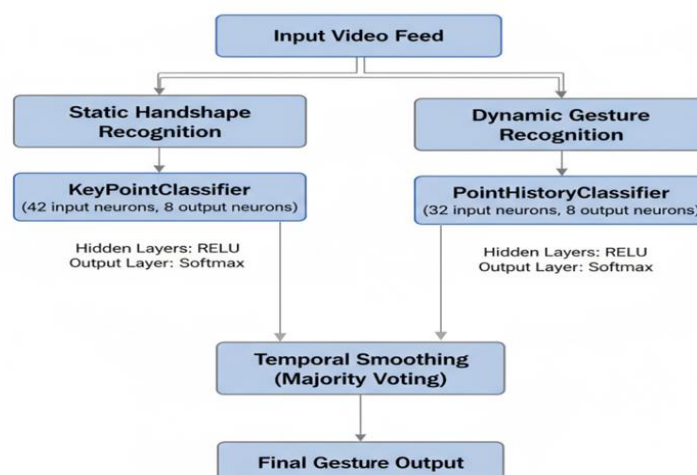 Input Video Feed
Static Handshape
Recognition
Dynamic Gesture
Recognition
KeyPointClassifier
(42 input neurons, 8 output neurons)
PointHistoryClassifier
(32 input neurons, 8 output neurons)
Hidden Layers: RELU
Output Layer: Softmax
Hidden Layers: RELU
Output Layer: Softmax
Temporal Smoothing
(Majority Voting)
Final Gesture Output